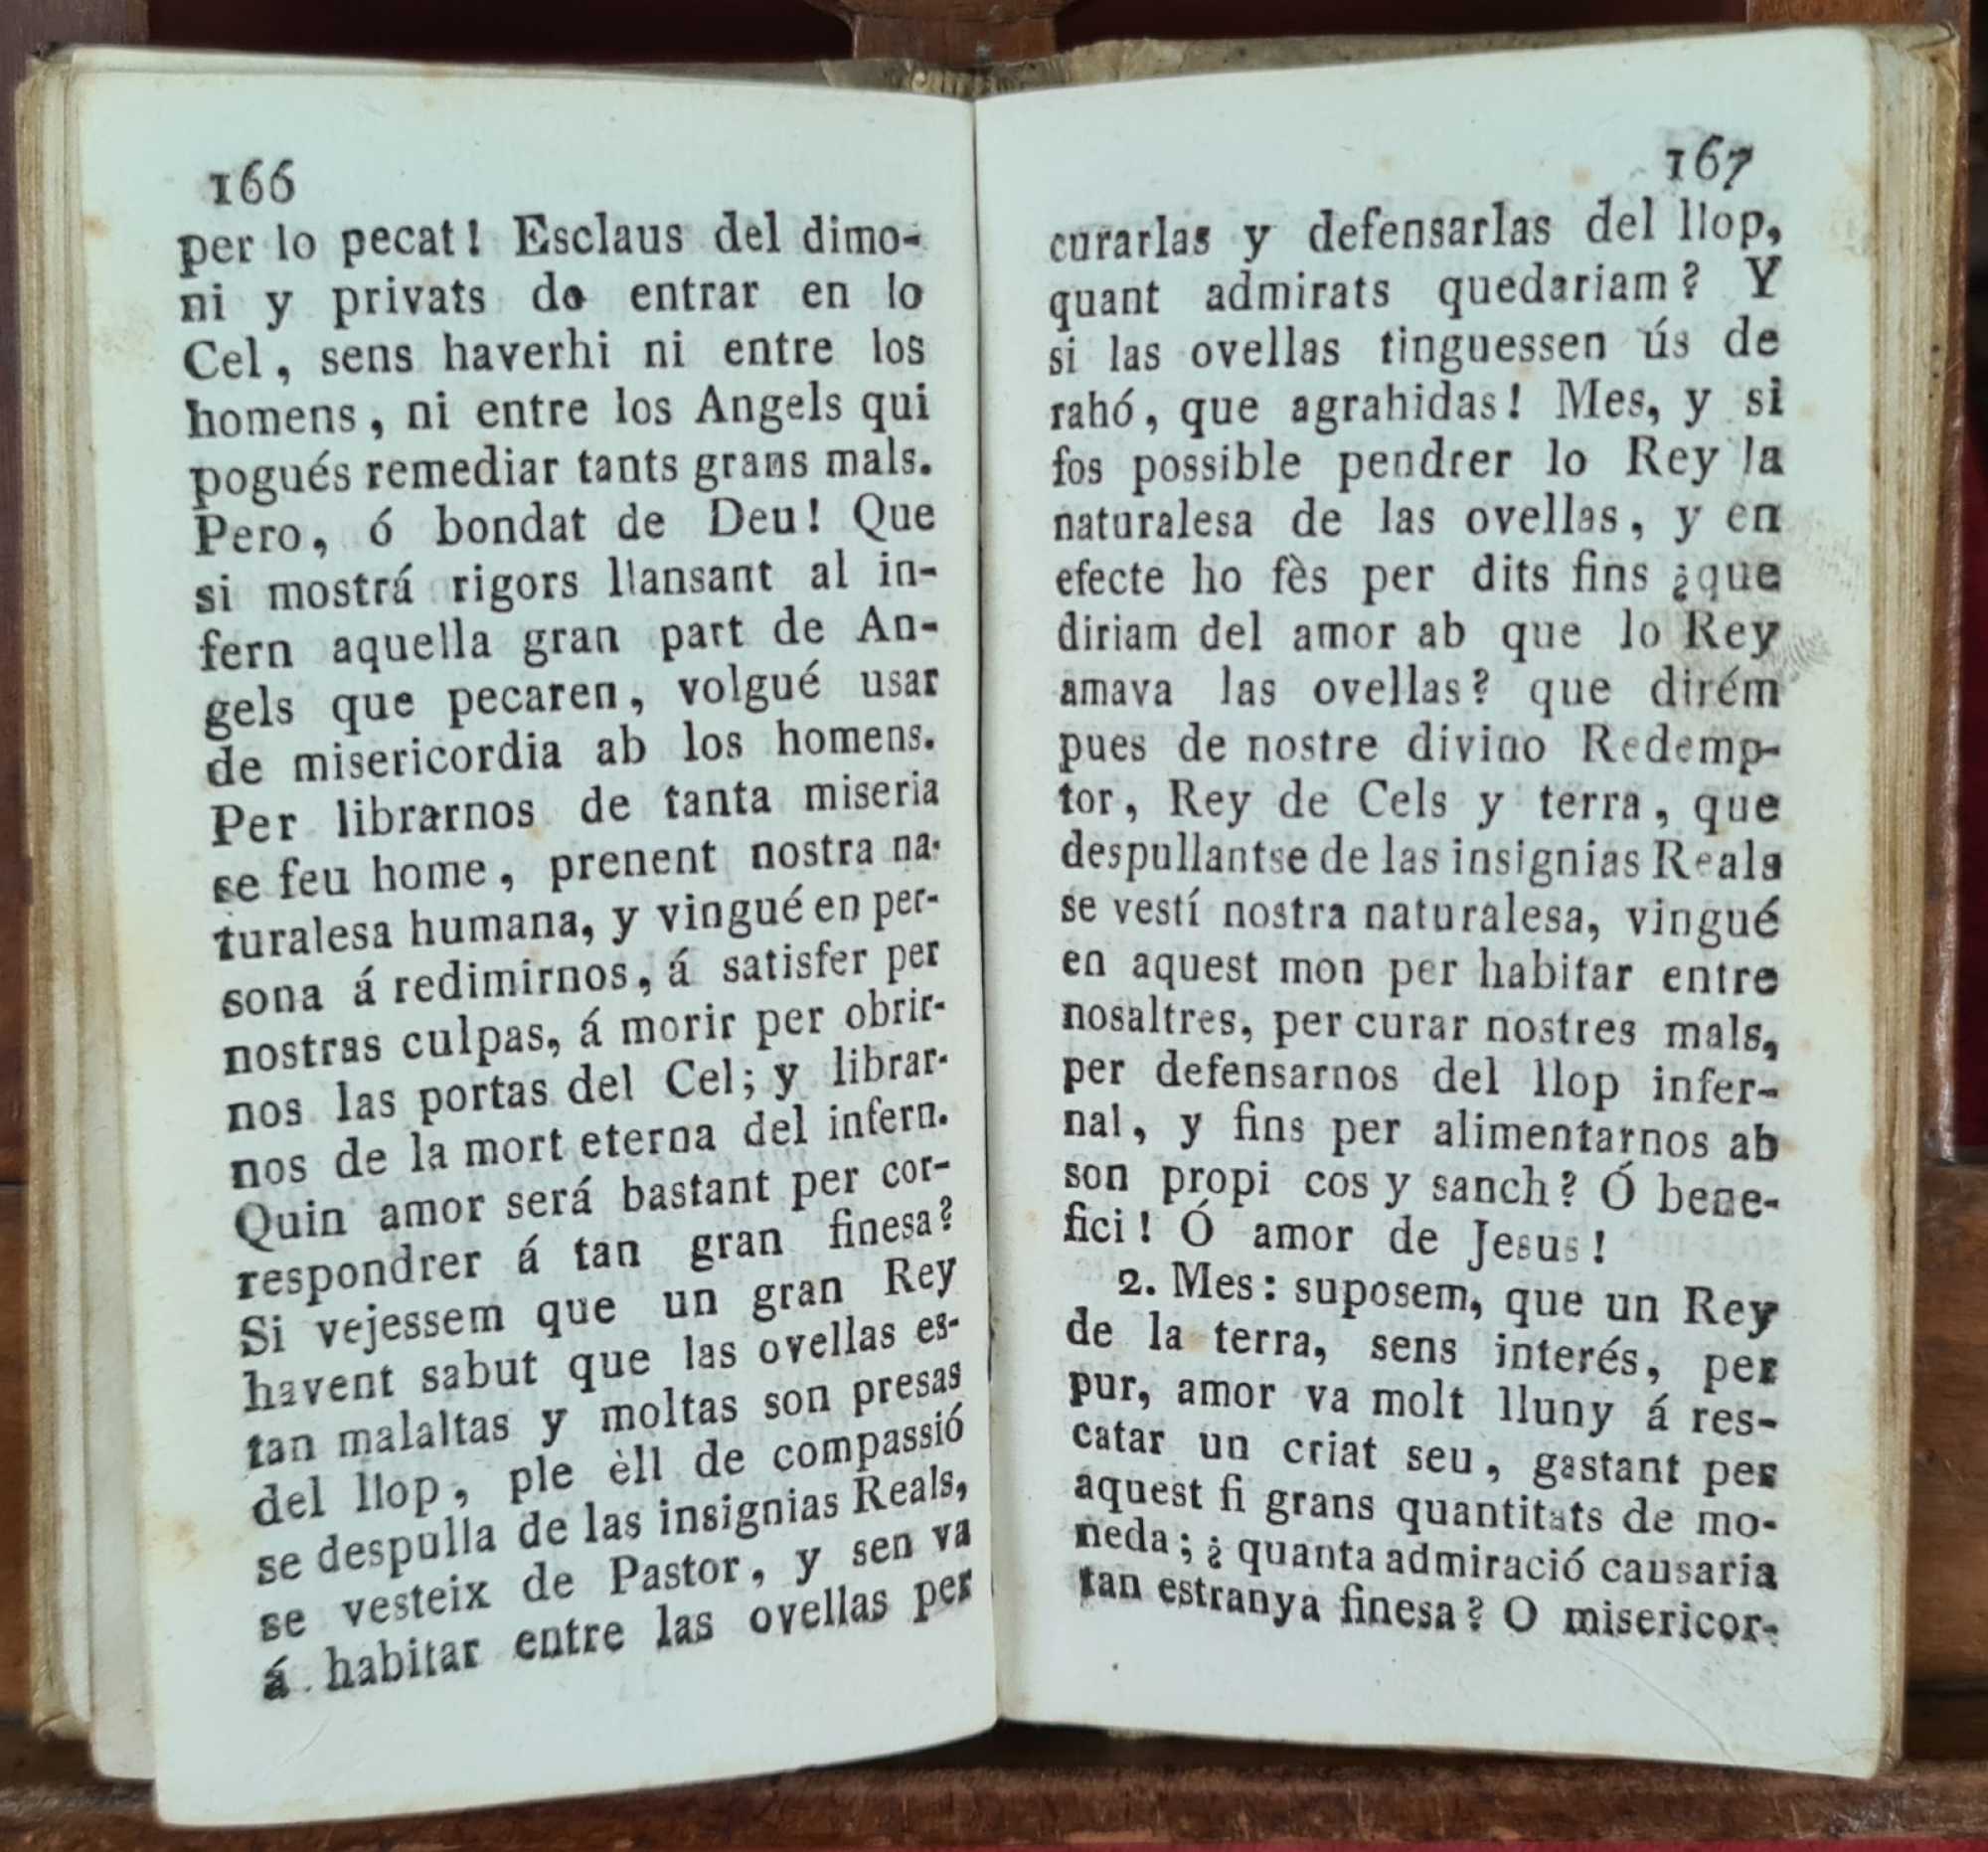 166
per lo pecat! Esclaus del dimo-
ni y privats de entrar en lo
Cel, sens haverhi ni entre los
homens, ni entre los Angels qui
pogués remediar tants grans mals.
Pero, ó bondat de Deu! Que
si mostrá rigors llansant al in-
fern aquella gran part de An-
gels que pecaren, volgué usar
de misericordia ab los homens.
Per librarnos de tanta miseria
se feu home, prenent nostra na-
turalesa humana, y vingué en per-
sona á redimirnos, á satisfer per
nostras culpas, á morir per obrir-
nos las portas del Cel; y librar-
nos de la mort eterna del infern.
Quin amor será bastant per cor-
respondrer á tan gran finesa?
Si vejessem que un gran Rey
havent sabut que las ovellas es-
tan malaltas y moltas son presas
del llop, ple èll de compassió
se despulla de las insignias Reals,
se vesteix de Pastor, y sen va
á habitar entre las ovellas per
167
curarlas y defensarlas del llop,
quant admirats quedariam? Y
si las ovellas tinguessen ús de
rahó, que agrahidas! Mes, y si
fos possible pendrer lo Rey la
naturalesa de las ovellas, y en
efecte ho fès per dits fins ¿que
diriam del amor ab que lo Rey
amava las ovellas? que dirém
pues de nostre divino Redemp-
tor, Rey de Cels y terra, que
despullantse de las insignias Reals
se vestí nostra naturalesa, vingué
en aquest mon per habitar entre
nosaltres, per curar nostres mals,
per defensarnos del llop infer-
nal, y fins per alimentarnos ab
son propi cos y sanch? Ó bene-
fici! Ó amor de Jesus!
2. Mes: suposem, que un Rey
de la terra, sens interés, per
pur, amor va molt lluny á res-
catar un criat seu, gastant per
aquest fi grans quantitats de mo-
neda; ¿quanta admiració causaria
tan estranya finesa? O misericor-